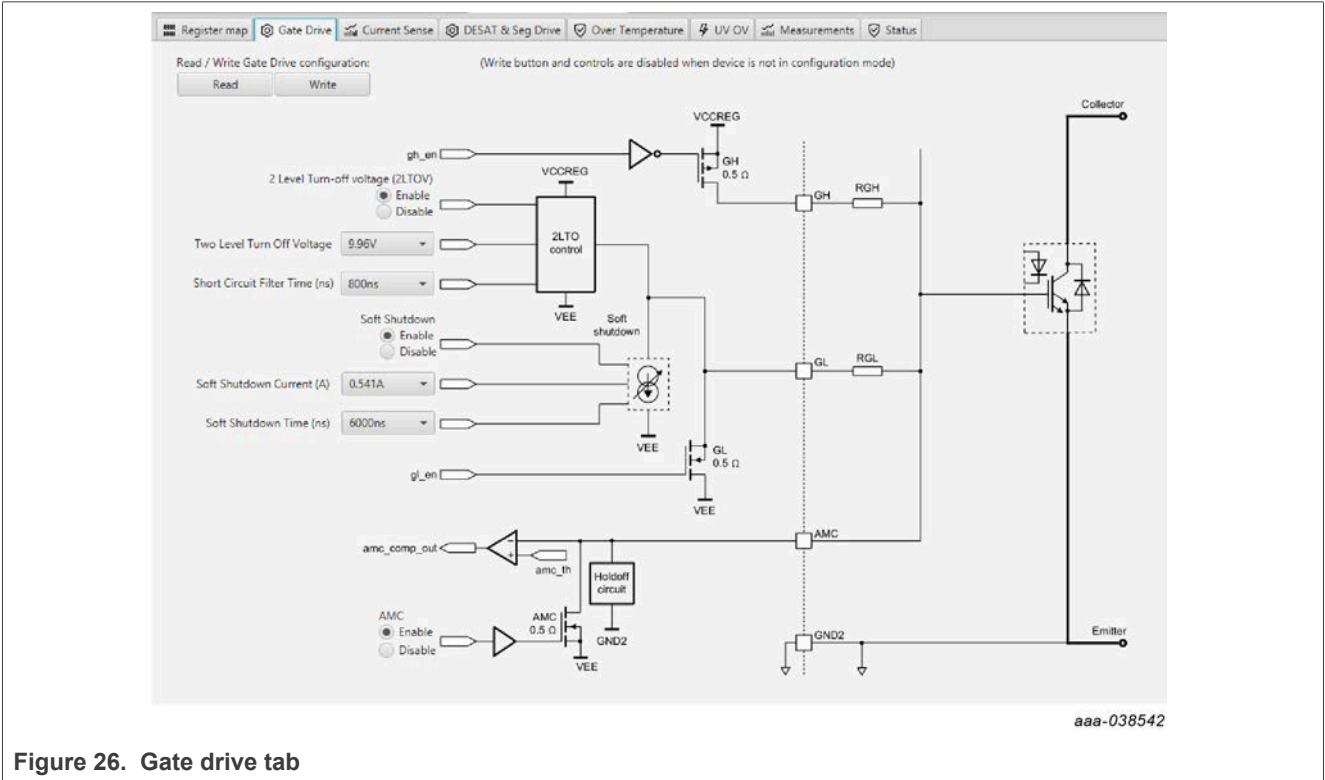 Register map Gate Drive Current Sense DESAT & Seg Drive Over Temperature UV OV Measurements Status
Read / Write Gate Drive configuration: (Write button and controls are disabled when device is not in configuration mode)
Read Write
Collector
VCCREG
gh_en
GH
0.5 Ω
2 Level Turn-off voltage (2LTOV)
VCCREG
Enable
Disable
GH
RGH
Two Level Turn Off Voltage 9.96V
2LTO
control
Short Circuit Filter Time (ns) 800ns
VEE
Soft
shutdown
Soft Shutdown
Enable
Disable
GL
RGL
Soft Shutdown Current (A) 0.541A
Soft Shutdown Time (ns) 6000ns
VEE
GL
0.5 Ω
gl_en
VEE
AMC
amc_comp_out
-
+
amc_th
Holdoff
circuit
AMC
Enable
Disable
AMC
0.5 Ω
GND2
VEE
GND2
Emitter
aaa-038542
Figure 26. Gate drive tab